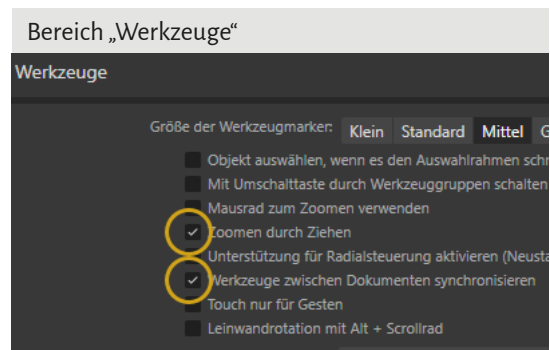 Bereich „Werkzeuge“
Werkzeuge
Größe der Werkzeugmarker: Klein Standard Mittel
Objekt auswählen, wenn es den Auswahlrahmen
Mit Umschalttaste durch Werkzeuggruppen schalten
Mausrad zum Zoomen verwenden
Zoomen durch Ziehen
Unterstützung für Radialsteuerung aktivieren
Werkzeuge zwischen Dokumenten synchronisieren
Touch nur für Gesten
Leinwandrotation mit Alt + Scrollrad